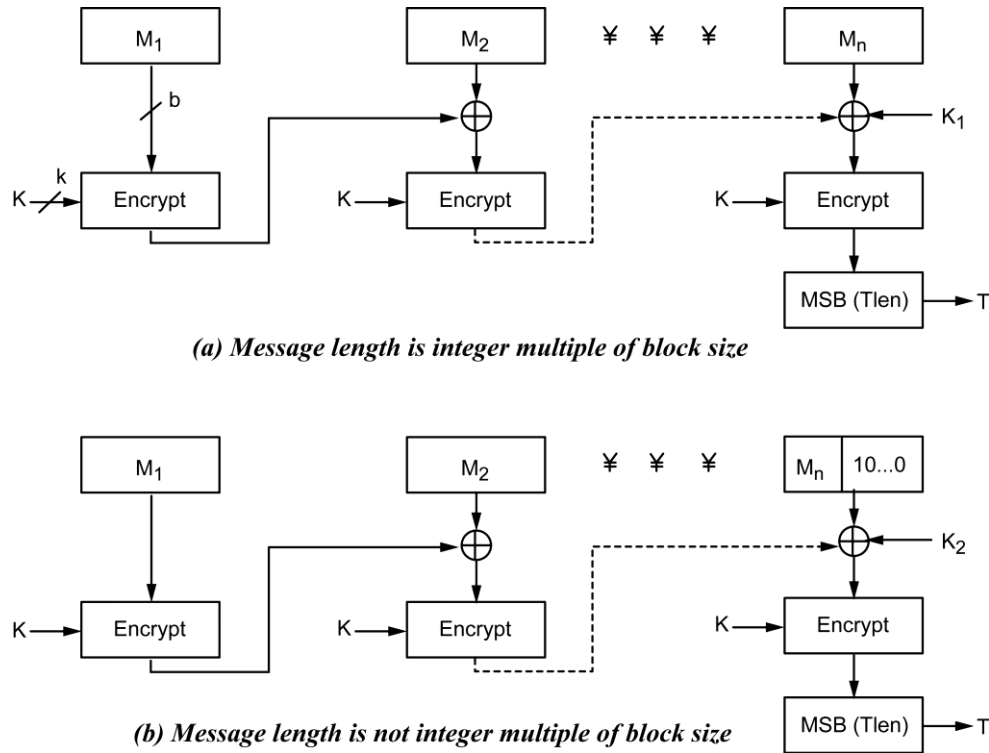 M1 M2 ¥ ¥ ¥ Mn
b
K1
k
K Encrypt K Encrypt K Encrypt
MSB (Tlen) T
(a) Message length is integer multiple of block size
M1 M2 ¥ ¥ ¥ Mn 10...0
K2
K Encrypt K Encrypt K Encrypt
MSB (Tlen) T
(b) Message length is not integer multiple of block size